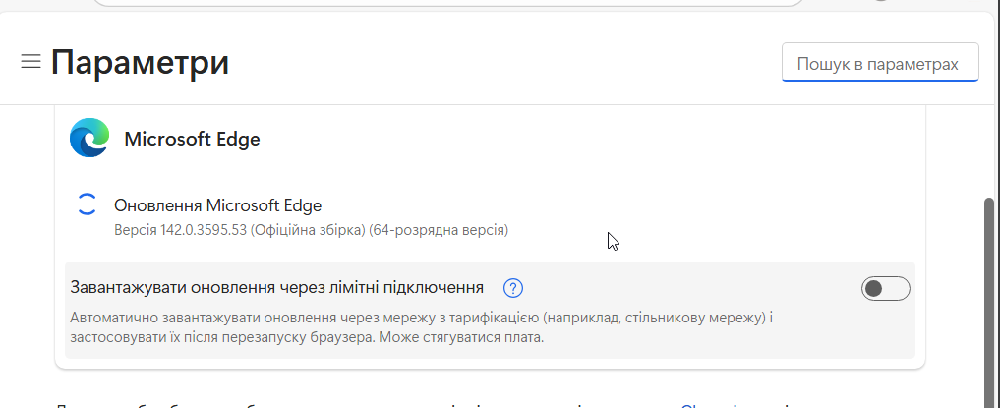 Параметри
Пошук в параметрах
Microsoft Edge
Оновлення Microsoft Edge
Версія 142.0.3595.53 (Офіційна збірка) (64-розрядна версія)
Завантажувати оновлення через лімітні підключення
Автоматично завантажувати оновлення через мережу з тарифікацією (наприклад, стільникову мережу) і
застосовувати їх після перезапуску браузера. Може стягуватися плата.